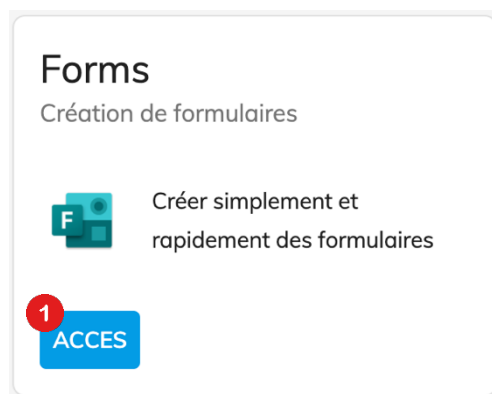 Forms
Création de formulaires
F
Créer simplement et
rapidement des formulaires
1
ACCES